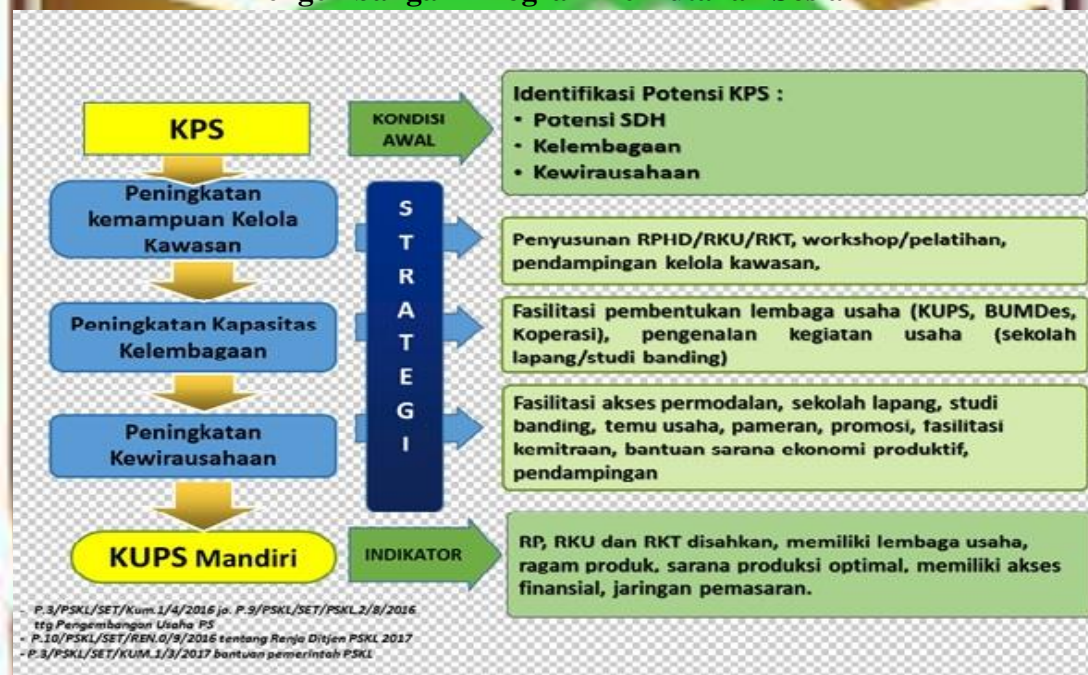 KPS
KONDISI
AWAL
Identifikasi Potensi KPS :
• Potensi SDH
• Kelembagaan
• Kewirausahaan
Peningkatan
kemampuan Kelola
Kawasan
STRATEGI
Penyusunan RPHD/RKU/RKT, workshop/pelatihan,
pendampingan kelola kawasan,
Peningkatan Kapasitas
Kelembagaan
Fasilitasi pembentukan lembaga usaha (KUPS, BUMDes,
Koperasi), pengenalan kegiatan usaha (sekolah
lapang/studi banding)
Peningkatan
Kewirausahaan
Fasilitasi akses permodalan, sekolah lapang, studi
banding, temu usaha, pameran, promosi, fasilitasi
kemitraan, bantuan sarana ekonomi produktif,
pendampingan
KUPS Mandiri
INDIKATOR
RP, RKU dan RKT disahkan, memiliki lembaga usaha,
ragam produk, sarana produksi optimal, memiliki akses
finansial, jaringan pemasaran.
- P.3/PSKL/SET/Kum.1/4/2016 jo. P.9/PSKL/SET/PSKL.2/8/2016
ttg Pengembangan Usaha PS
- P.10/PSKL/SET/REN.0/9/2016 tentang Renja Ditjen PSKL 2017
- P.3/PSKL/SET/KUM.1/3/2017 bantuan pemerintah PSKL